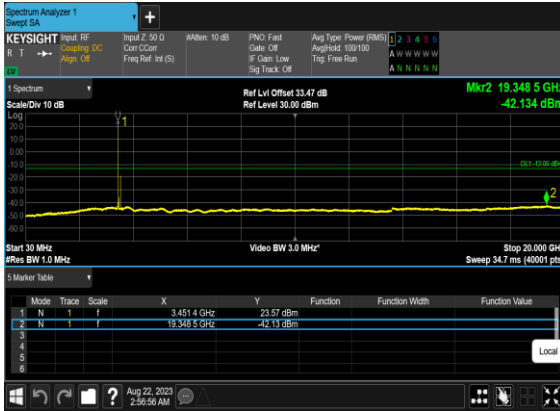 Spectrum Analyzer 1
Swept SA
+
KEYSIGHT Input: RF Input Z: 50 Ω #Atten: 10 dB PNO: Fast Avg Type: Power (RMS) 1 2 3 4 5 6
R T Coupling: DC Corr CCorr Gate: Off Avg|Hold: 100/100 A W W W W W
Align: Off Freq Ref: Int (S) IF Gain: Low Trig: Free Run
LV Sig Track: Off A N N N N N
1 Spectrum Ref Lvl Offset 33.47 dB Mkr2 19.348 5 GHz
Scale/Div 10 dB Ref Level 30.00 dBm -42.134 dBm
Log
20.0
10.0
0.00
-10.0
-20.0
-30.0
-40.0
-50.0
-60.0
1
DL1 -13.00 dBm
2
Start 30 MHz Video BW 3.0 MHz* Stop 20.000 GH
#Res BW 1.0 MHz Sweep 34.7 ms (40001 pts
5 Marker Table
Mode Trace Scale X Y Function Function Width Function Value
1 N 1 f 3.451 4 GHz 23.57 dBm
2 N 1 f 19.348 5 GHz -42.13 dBm
3
4
5
6
Local
? Aug 22, 2023
2:56:56 AM